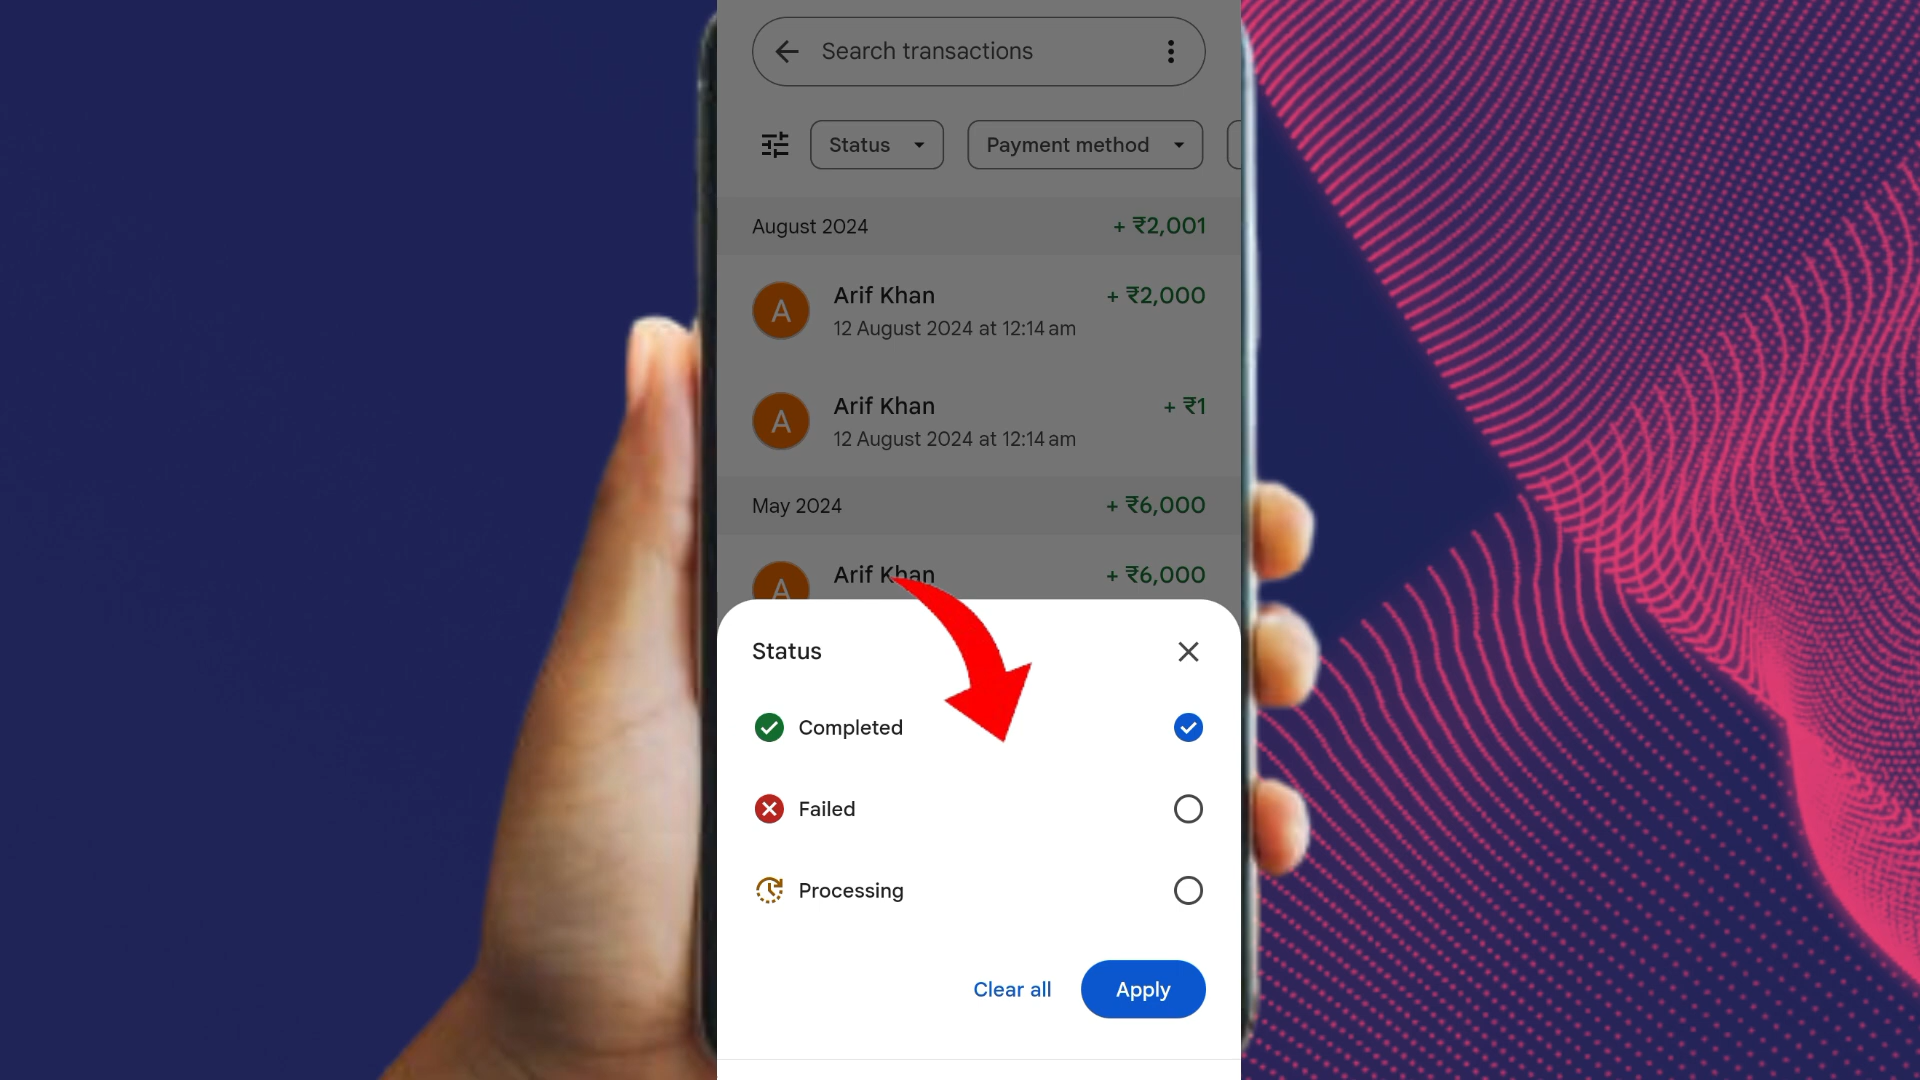 Search transactions
Status
Payment method
August 2024
+ ₹2,001
A
Arif Khan
+ ₹2,000
12 August 2024 at 12:14 am
A
Arif Khan
+ ₹1
12 August 2024 at 12:14 am
May 2024
+ ₹6,000
A
Arif Khan
+ ₹6,000
Status
Completed
Failed
Processing
Clear all
Apply